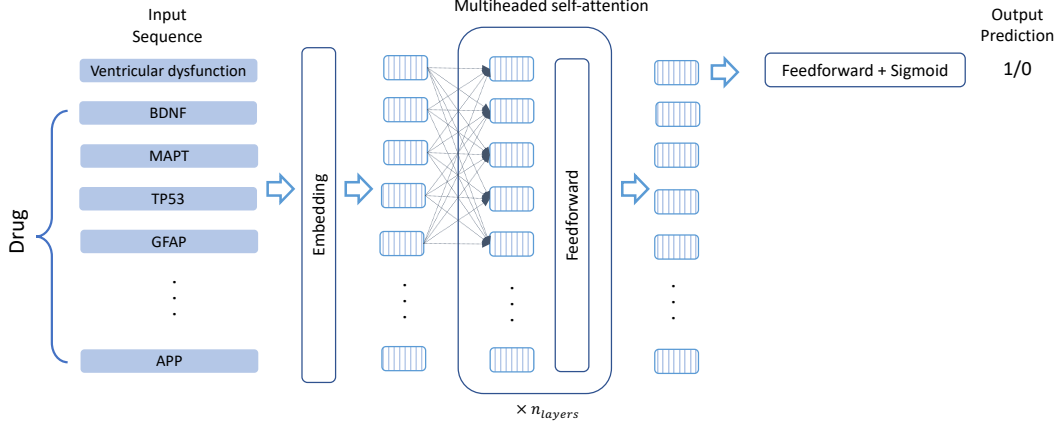 Multiheaded self-attention
Input
Sequence
Output
Prediction
Ventricular dysfunction
BDNF
MAPT
TP53
GFAP
APP
Drug
Embedding
Feedforward
Feedforward + Sigmoid
1/0
× n_layers